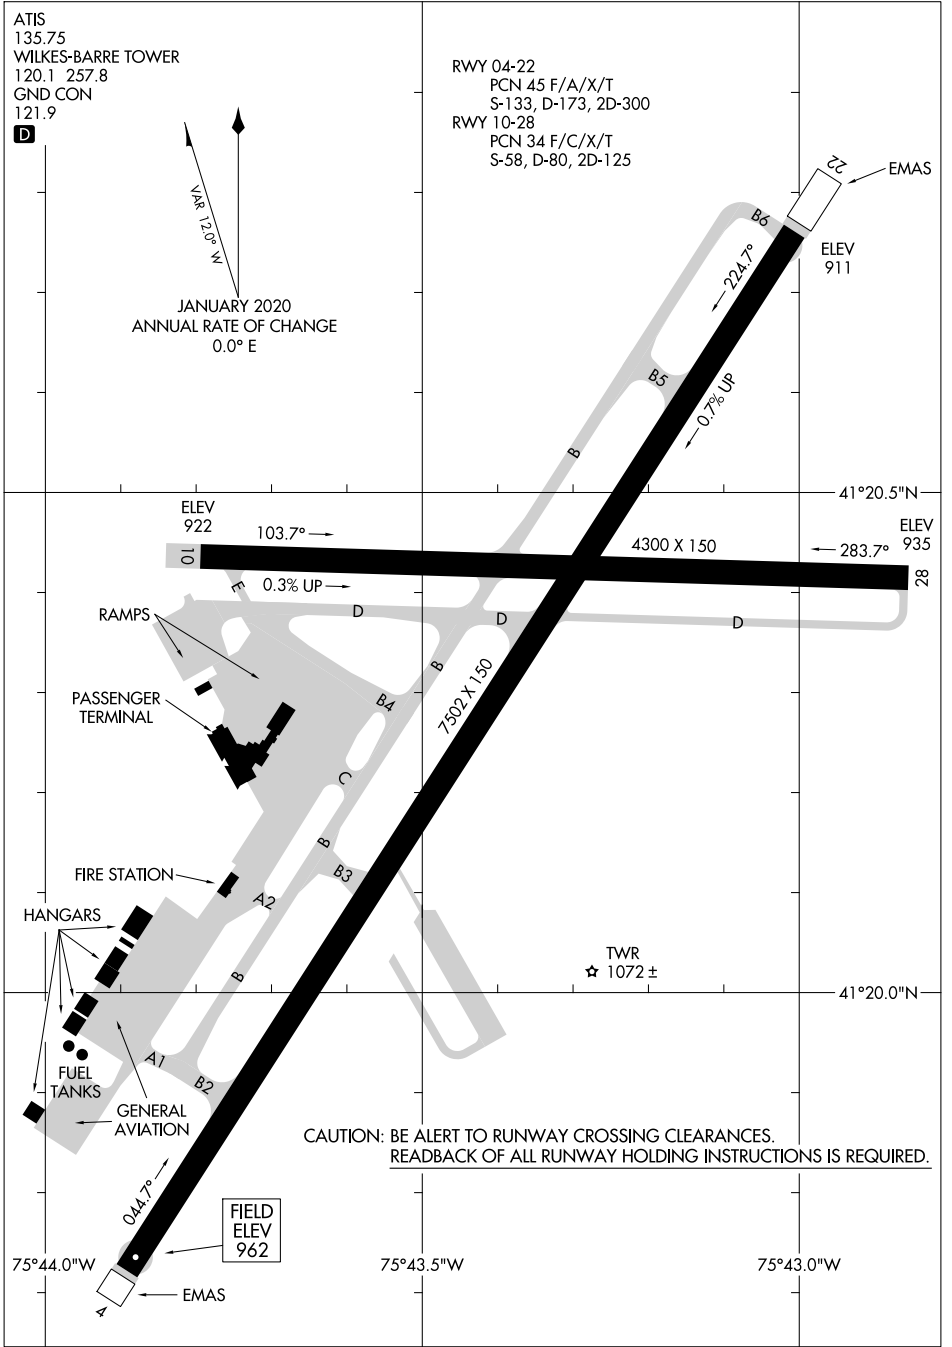 ATIS
135.75
WILKES-BARRE TOWER
120.1 257.8
GND CON
121.9
D
RWY 04-22
PCN 45 F/A/X/T
S-133, D-173, 2D-300
RWY 10-28
PCN 34 F/C/X/T
S-58, D-80, 2D-125
VAR 12.0° W
JANUARY 2020
ANNUAL RATE OF CHANGE
0.0° E
22
EMAS
B6
ELEV
911
224.7°
B5
0.7% UP
B
41°20.5"N
ELEV
922
103.7°
10
4300 X 150
ELEV
935
283.7°
28
0.3% UP
E
D
D
D
RAMPS
B
7502 X 150
PASSENGER
TERMINAL
B4
C
B
B3
FIRE STATION
A2
HANGARS
TWR
1072 ±
B
41°20.0"N
A1
B2
FUEL
TANKS
GENERAL
AVIATION
CAUTION: BE ALERT TO RUNWAY CROSSING CLEARANCES.
READBACK OF ALL RUNWAY HOLDING INSTRUCTIONS IS REQUIRED.
044.7°
FIELD
ELEV
962
75°44.0"W
75°43.5"W
75°43.0"W
EMAS
4